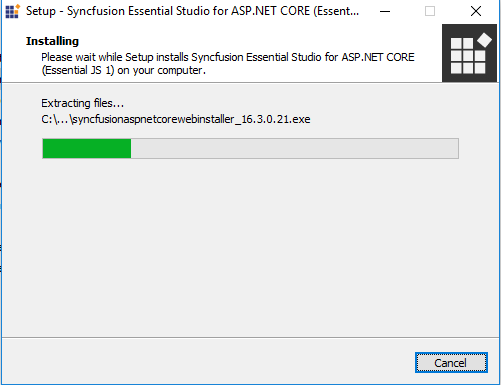 Setup - Syncfusion Essential Studio for ASP.NET CORE (Essent...
Installing
Please wait while Setup installs Syncfusion Essential Studio for ASP.NET CORE
(Essential JS 1) on your computer.
Extracting files...
C:\...\syncfusionaspnetcorewebinstaller_16.3.0.21.exe
Cancel